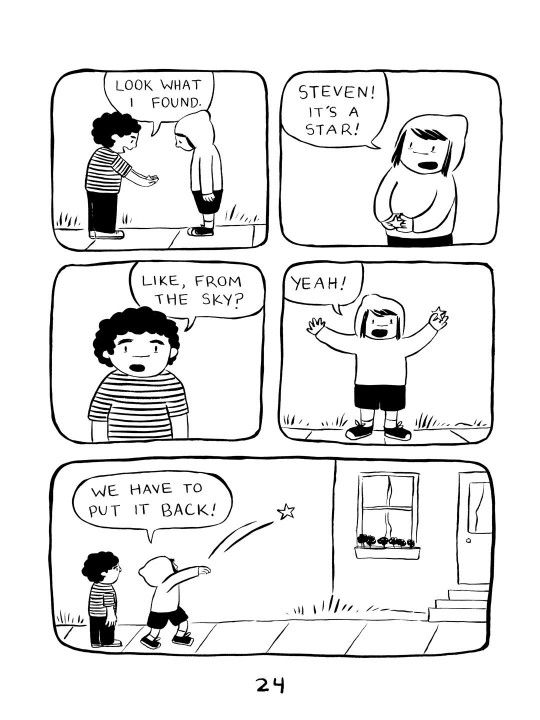 LOOK WHAT
I FOUND.
STEVEN!
IT'S A
STAR!
LIKE, FROM
THE SKY?
YEAH!
WE HAVE TO
PUT IT BACK!
24